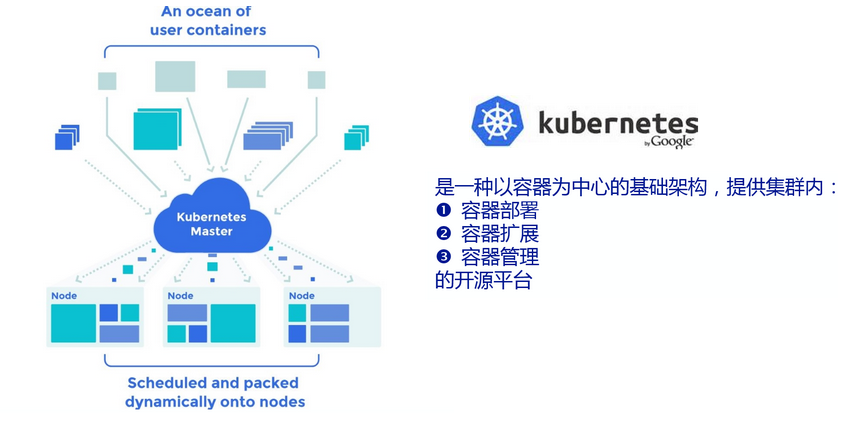 An ocean of
user containers
Kubernetes
Master
Node
Node
Node
Scheduled and packed
dynamically onto nodes
kubernetes
by Google
是一种以容器为中心的基础架构，提供集群内：
❶ 容器部署
❷ 容器扩展
❸ 容器管理
的开源平台